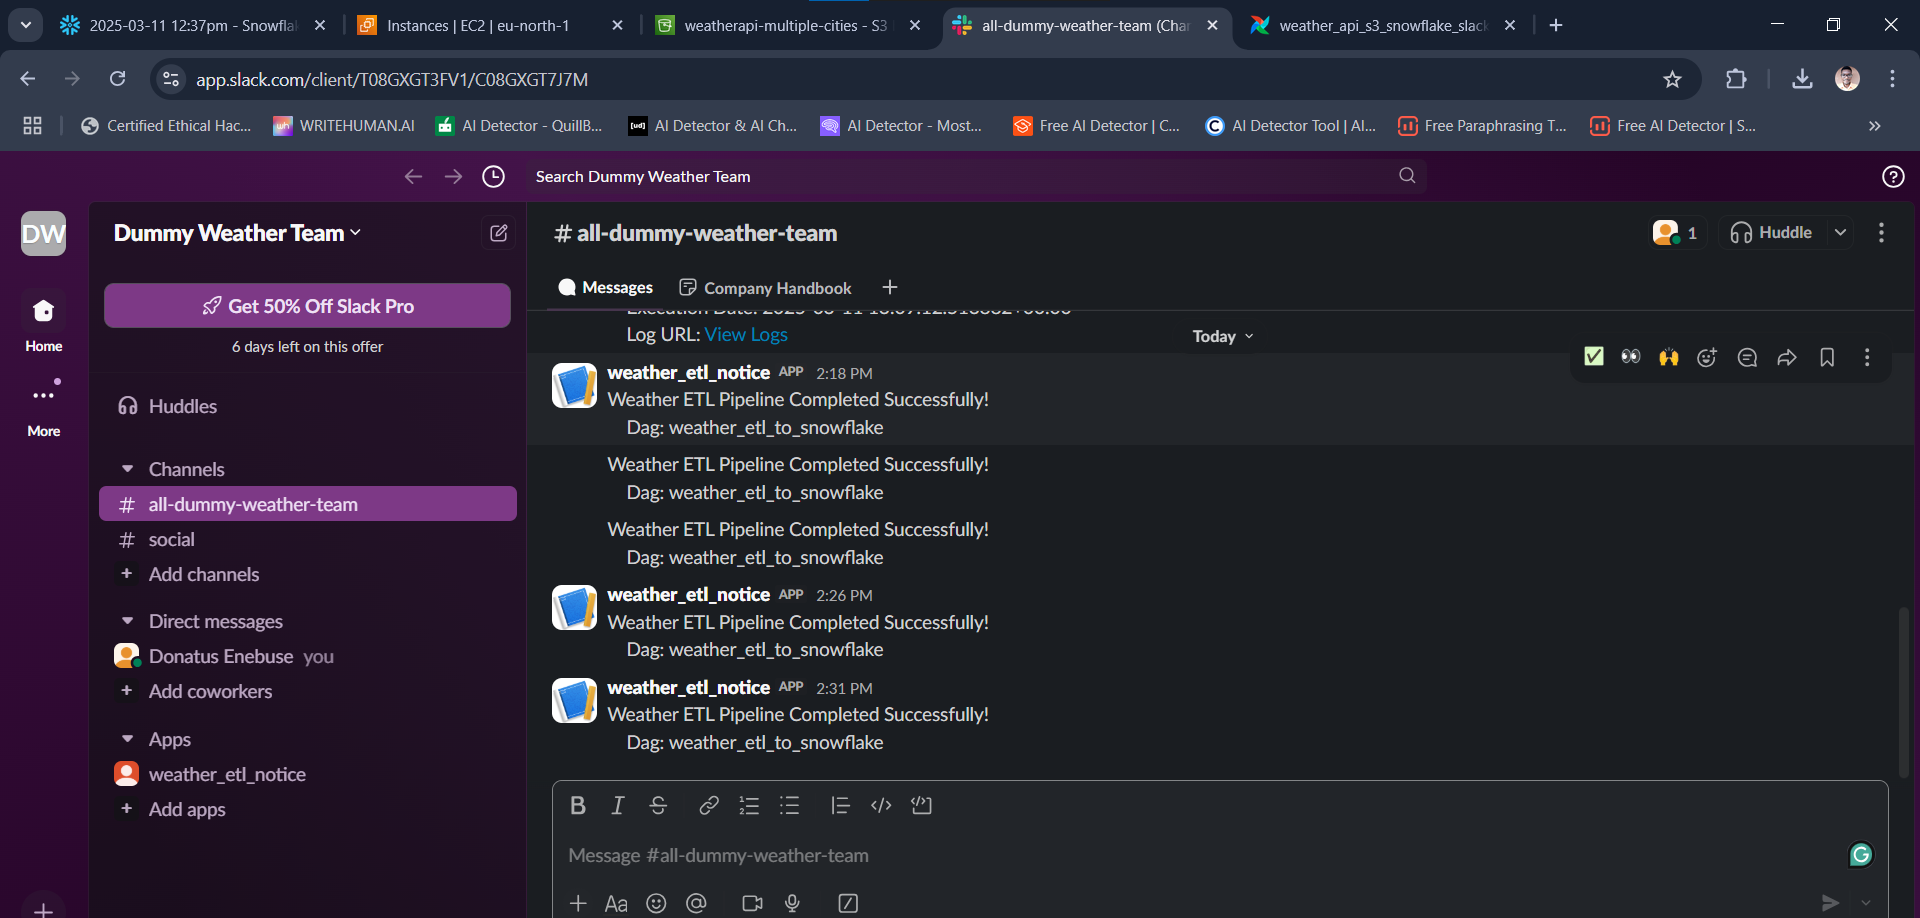 2025-03-11 12:37pm - Snowfla
Instances | EC2 | eu-north-1
weatherapi-multiple-cities - S3
all-dummy-weather-team (Char
weather_api_s3_snowflake_slack
app.slack.com/client/T08GXGT3FV1/C08GXGT7J7M
Certified Ethical Hac...
wh WRITEHUMAN.AI
AI Detector - QuillB...
[ud] AI Detector & AI Ch...
AI Detector - Most...
Free AI Detector | C...
AI Detector Tool | AI...
Free Paraphrasing T...
Free AI Detector | S...
Search Dummy Weather Team
DW
Dummy Weather Team
Get 50% Off Slack Pro
6 days left on this offer
Home
More
Huddles
Channels
# all-dummy-weather-team
# social
+ Add channels
Direct messages
Donatus Enebuse you
+ Add coworkers
Apps
weather_etl_notice
+ Add apps
# all-dummy-weather-team
1
Huddle
Messages
Company Handbook
Log URL: View Logs
Today
weather_etl_notice APP 2:18 PM
Weather ETL Pipeline Completed Successfully!
Dag: weather_etl_to_snowflake
Weather ETL Pipeline Completed Successfully!
Dag: weather_etl_to_snowflake
Weather ETL Pipeline Completed Successfully!
Dag: weather_etl_to_snowflake
weather_etl_notice APP 2:26 PM
Weather ETL Pipeline Completed Successfully!
Dag: weather_etl_to_snowflake
weather_etl_notice APP 2:31 PM
Weather ETL Pipeline Completed Successfully!
Dag: weather_etl_to_snowflake
B I S
Message #all-dummy-weather-team
Aa